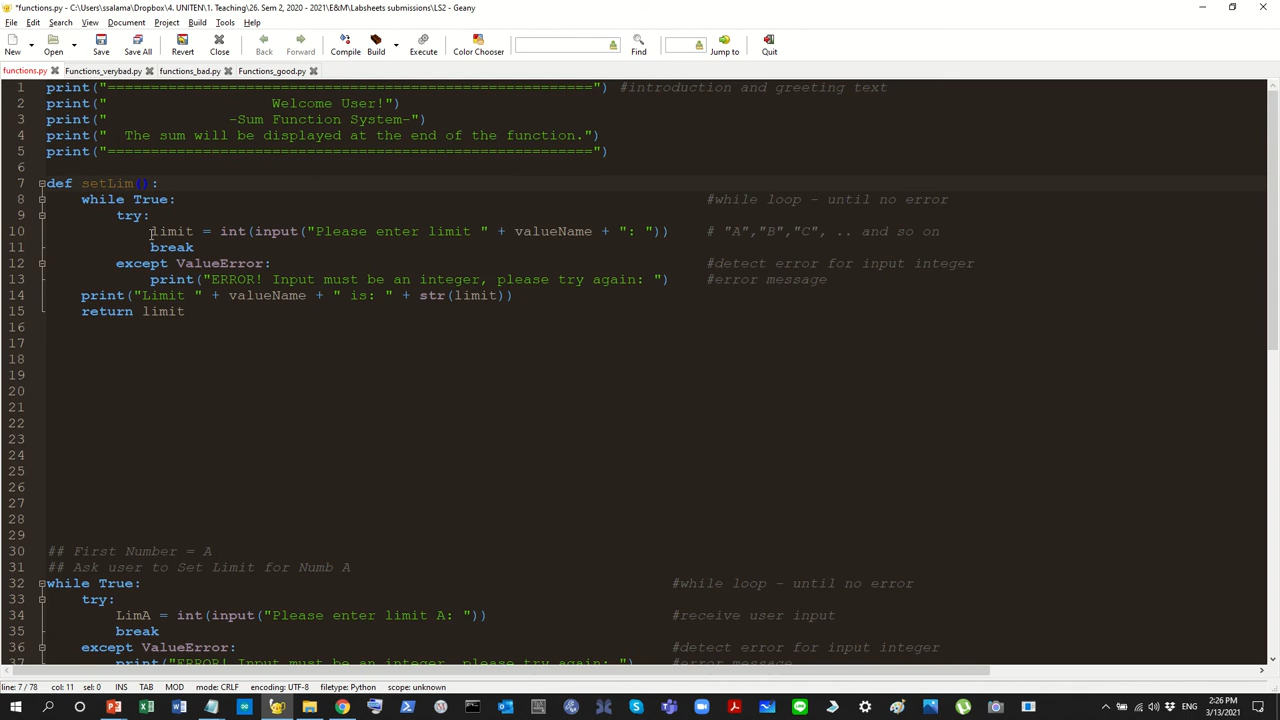 *functions.py - C:\Users\ssalama\Dropbox\4. UNITEN\1. Teaching\26. Sem 2, 2020 - 2021\E&M\Labsheets submissions\LS2 - Geany
File Edit Search View Document Project Build Tools Help
New Open Save Save All Revert Close Back Forward Compile Build Execute Color Chooser Find Jump to Quit
functions.py Functions_verybad.py Functions_bad.py Functions_good.py
1 print("========================================================") #introduction and greeting text
2 print("                   Welcome User!")
3 print("              -Sum Function System-")
4 print("  The sum will be displayed at the end of the function.")
5 print("========================================================")
6
7 def setLim():
8     while True: #while loop - until no error
9         try:
10             limit = int(input("Please enter limit " + valueName + ": ")) # "A","B","C", .. and so on
11             break
12         except ValueError: #detect error for input integer
13             print("ERROR! Input must be an integer, please try again: ") #error message
14     print("Limit " + valueName + " is: " + str(limit))
15     return limit
16
17
18
19
20
21
22
23
24
25
26
27
28
29
30 ## First Number = A
31 ## Ask user to Set Limit for Numb A
32 while True: #while loop - until no error
33     try:
34         LimA = int(input("Please enter limit A: ")) #receive user input
35         break
36     except ValueError: #detect error for input integer
37         print("ERROR! Input must be an integer, please try again: ") #error message
line: 7 / 78 col: 11 sel: 0 INS TAB MOD mode: CRLF encoding: UTF-8 filetype: Python scope: unknown
2:26 PM
ENG
3/13/2021